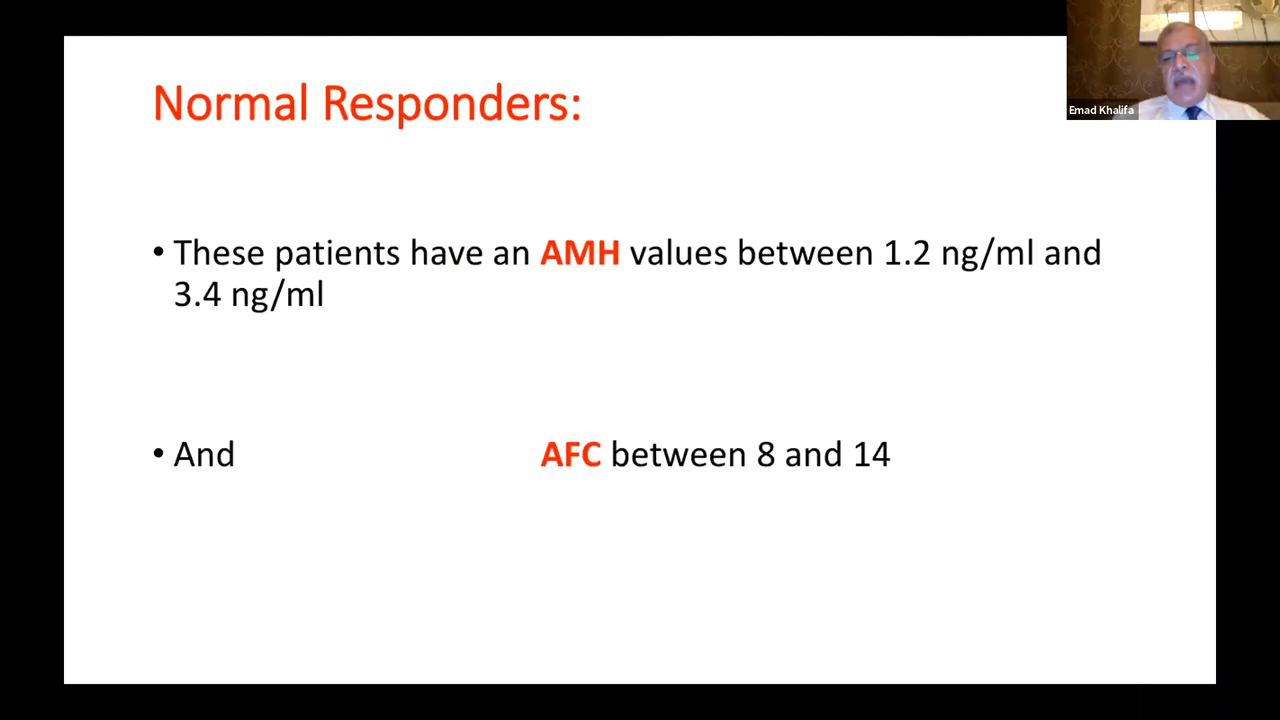 Normal Responders:
Emad Khalifa
• These patients have an AMH values between 1.2 ng/ml and
3.4 ng/ml
• And AFC between 8 and 14